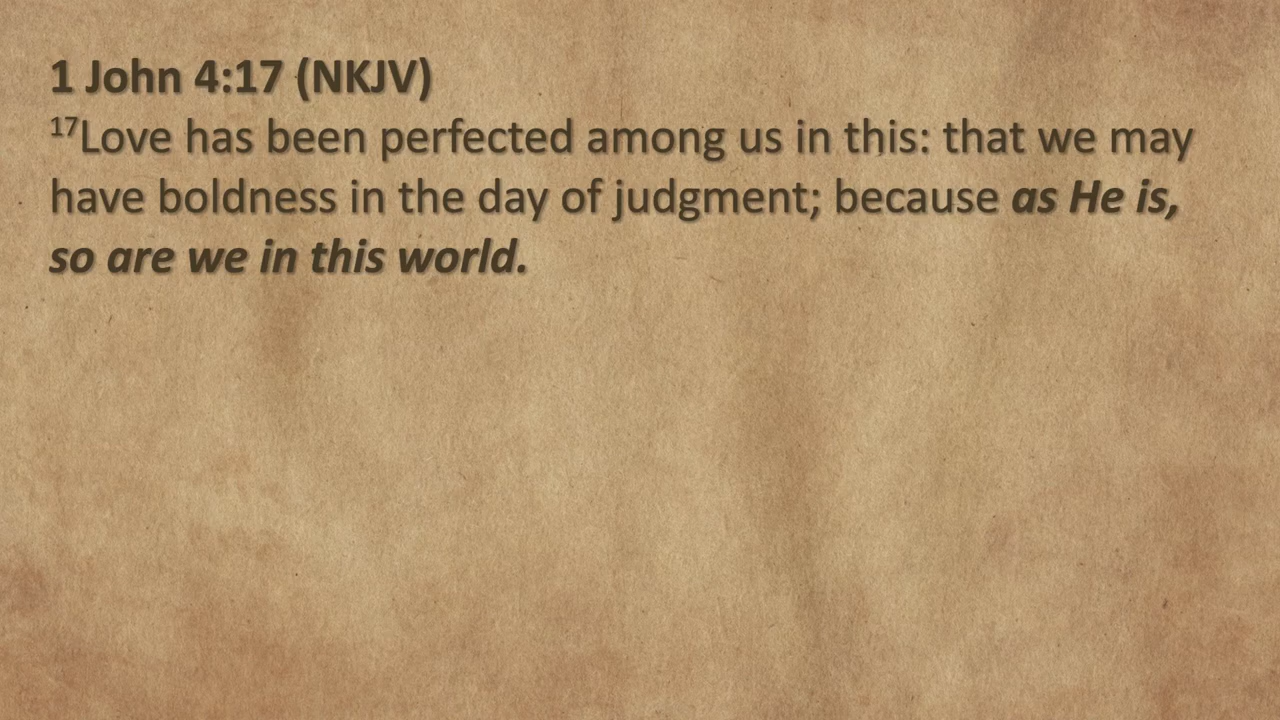 1 John 4:17 (NKJV)
17Love has been perfected among us in this: that we may
have boldness in the day of judgment; because as He is,
so are we in this world.